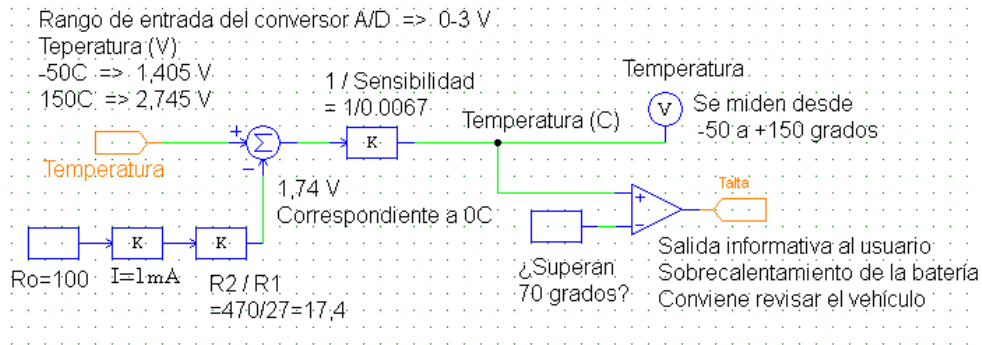 Rango de entrada del conversor A/D => 0-3 V
Teperatura (V)
-50C => 1,405 V
150C => 2,745 V
1 / Sensibilidad
= 1/0.0067
Temperatura
V
Se miden desde
-50 a +150 grados
Temperatura (C)
+
Σ
−
K
Temperatura
1,74 V
Correspondiente a 0C
Talta
+
−
K
K
Ro=100
I=1mA
R2 / R1
=470/27=17,4
¿Superan
70 grados?
Salida informativa al usuario
Sobrecalentamiento de la batería
Conviene revisar el vehículo